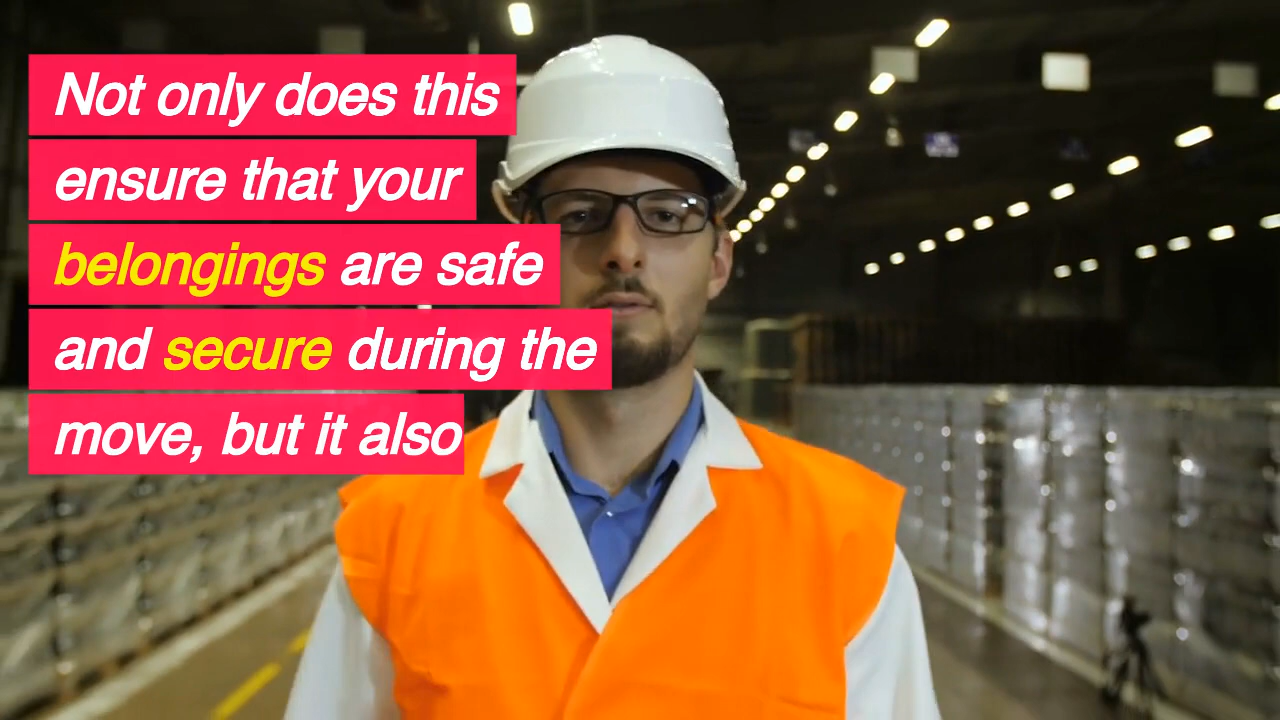 Not only does this
ensure that your
belongings are safe
and secure during the
move, but it also